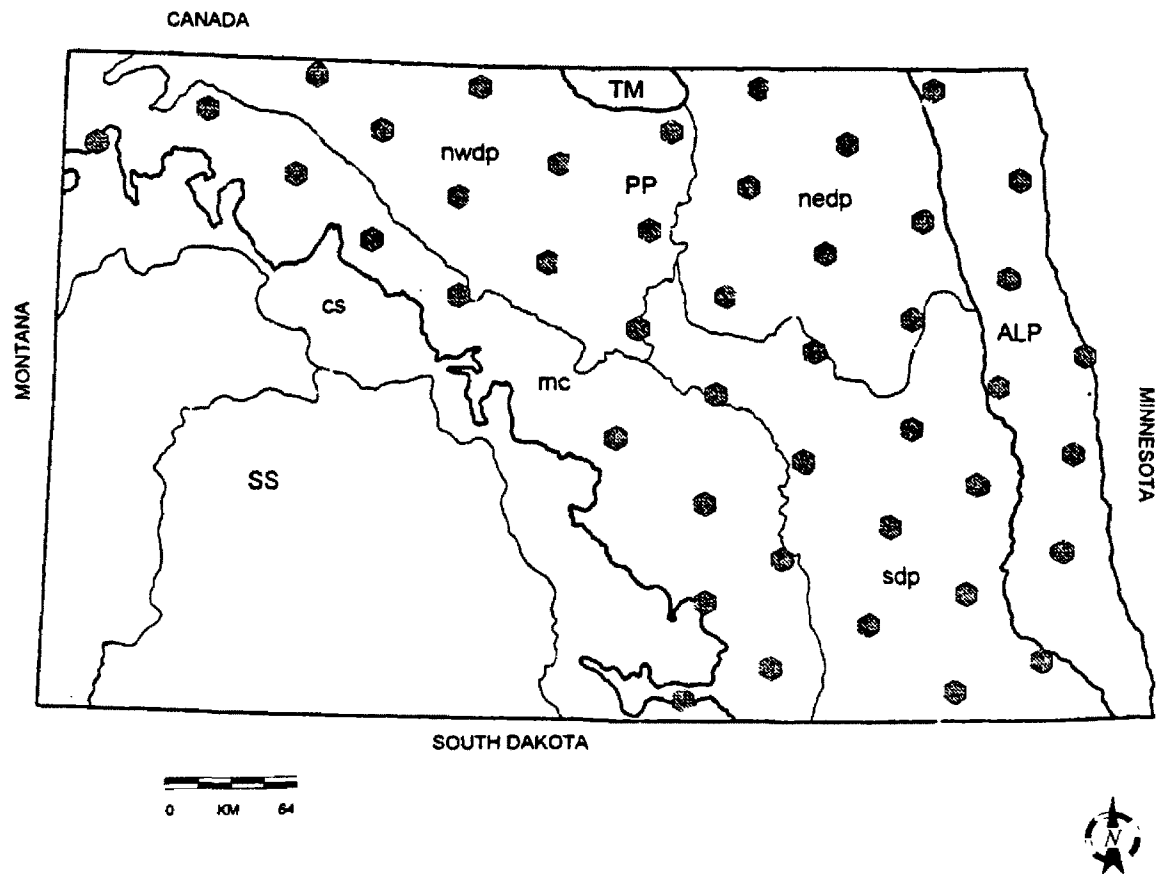 CANADA
TM
nwdp
PP
nedp
cs
MONTANA
ALP
mc
MINNESOTA
SS
sdp
SOUTH DAKOTA
0 KM 64
N